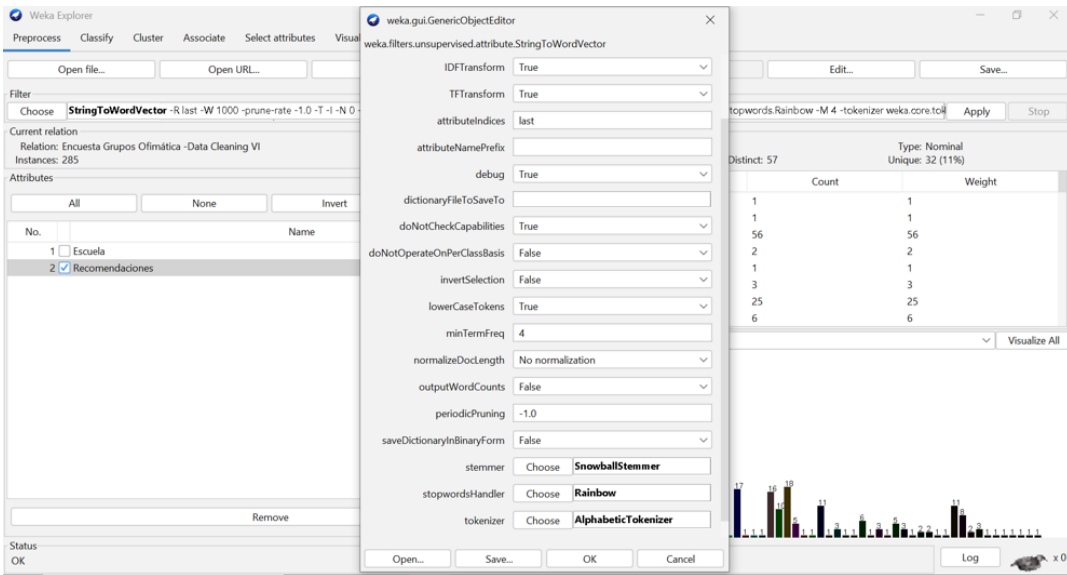 Weka Explorer
Preprocess Classify Cluster Associate Select attributes
Open file... Open URL... Edit... Save...
Filter
Choose StringToWordVector -R last -W 1000 -prune-rate -1.0 -T -I -N 0 topwords.Rainbow -M 4 -tokenizer weka.core.tok Apply Stop
Current relation
Relation: Encuesta Grupos Ofimática -Data Cleaning VI
Instances: 285
Type: Nominal
Distinct: 57 Unique: 32 (11%)
Attributes
All None Invert
No. Name
1 Escuela
2 Recomendaciones
Remove
Status
OK
weka.gui.GenericObjectEditor
weka.filters.unsupervised.attribute.StringToWordVector
IDFTransform True
TFTransform True
attributeIndices last
attributeNamePrefix
debug True
dictionaryFileToSaveTo
doNotCheckCapabilities True
doNotOperateOnPerClassBasis False
invertSelection False
lowerCaseTokens True
minTermFreq 4
normalizeDocLength No normalization
outputWordCounts False
periodicPruning -1.0
saveDictionaryInBinaryForm False
stemmer Choose SnowballStemmer
stopwordsHandler Choose Rainbow
tokenizer Choose AlphabeticTokenizer
Open... Save... OK Cancel
Count Weight
1 1
1 1
56 56
2 2
1 1
3 3
25 25
6 6
Visualize All
17 16 18 11 6 11 8
Log x 0